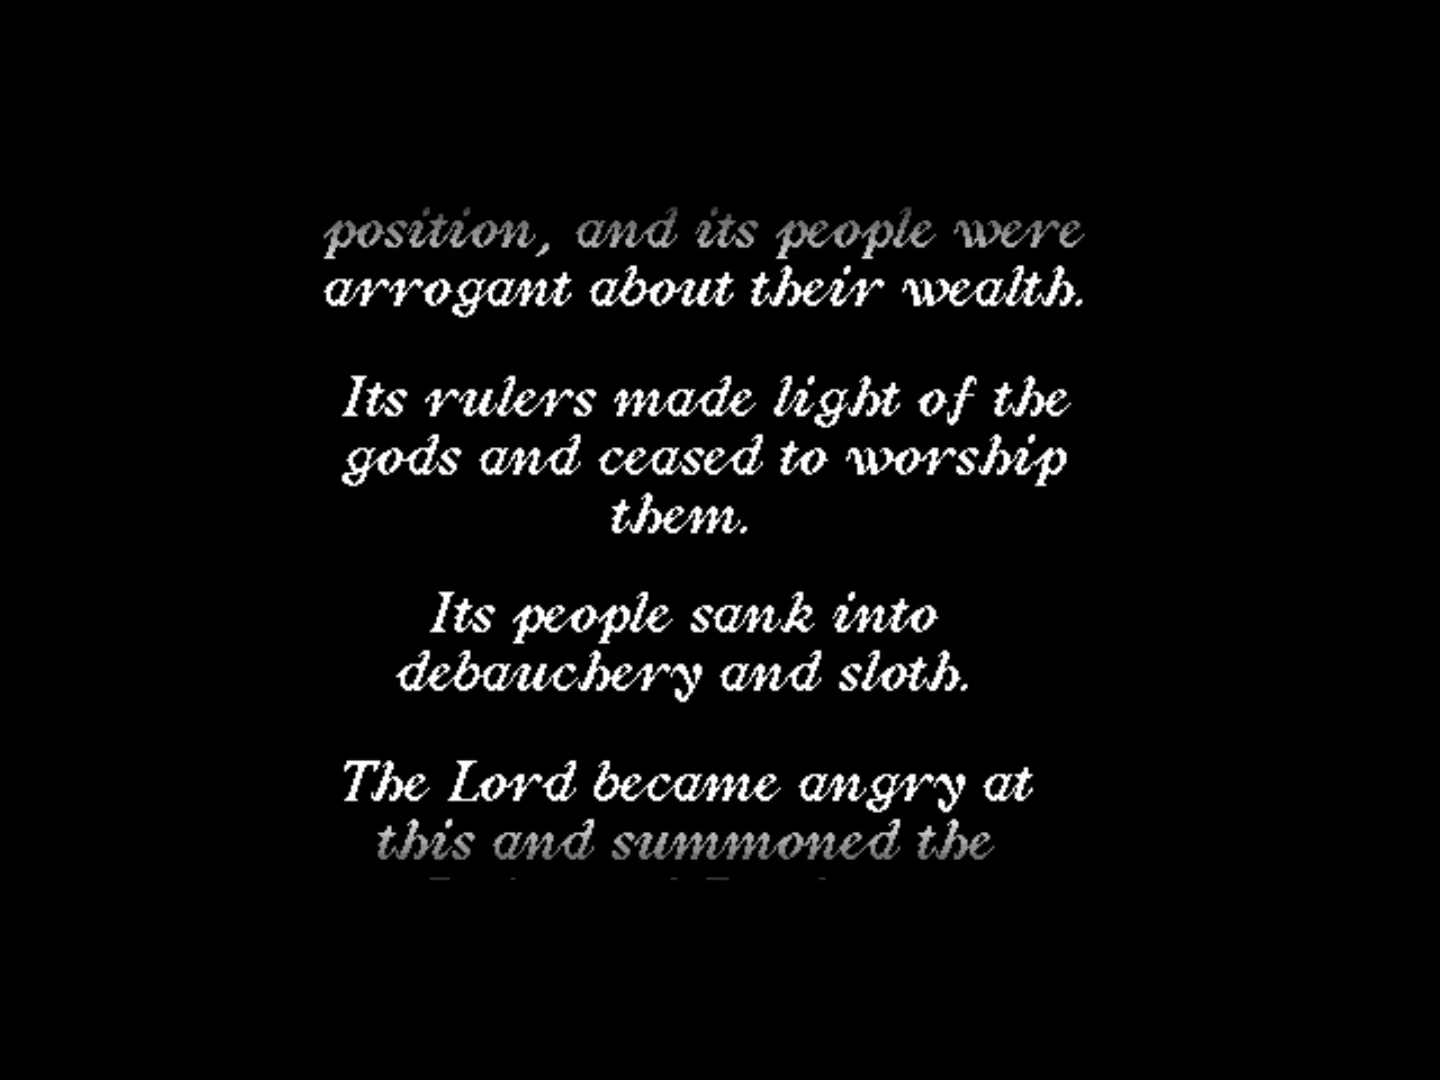 position, and its people were
arrogant about their wealth.
Its rulers made light of the
gods and ceased to worship
them.
Its people sank into
debauchery and sloth.
The Lord became angry at
this and summoned the